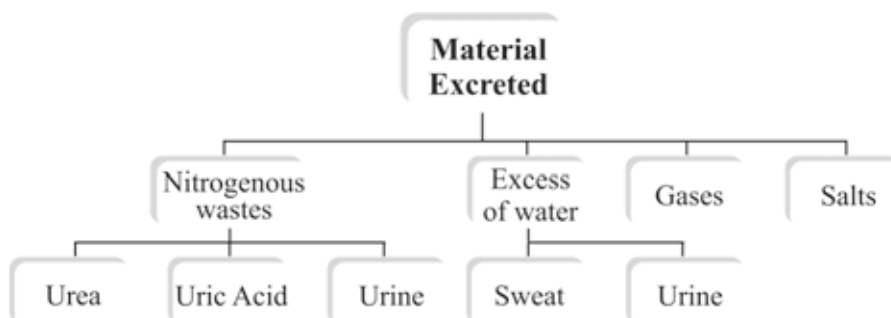 Material
Excreted
Nitrogenous
wastes
Excess
of water
Gases
Salts
Urea
Uric Acid
Urine
Sweat
Urine